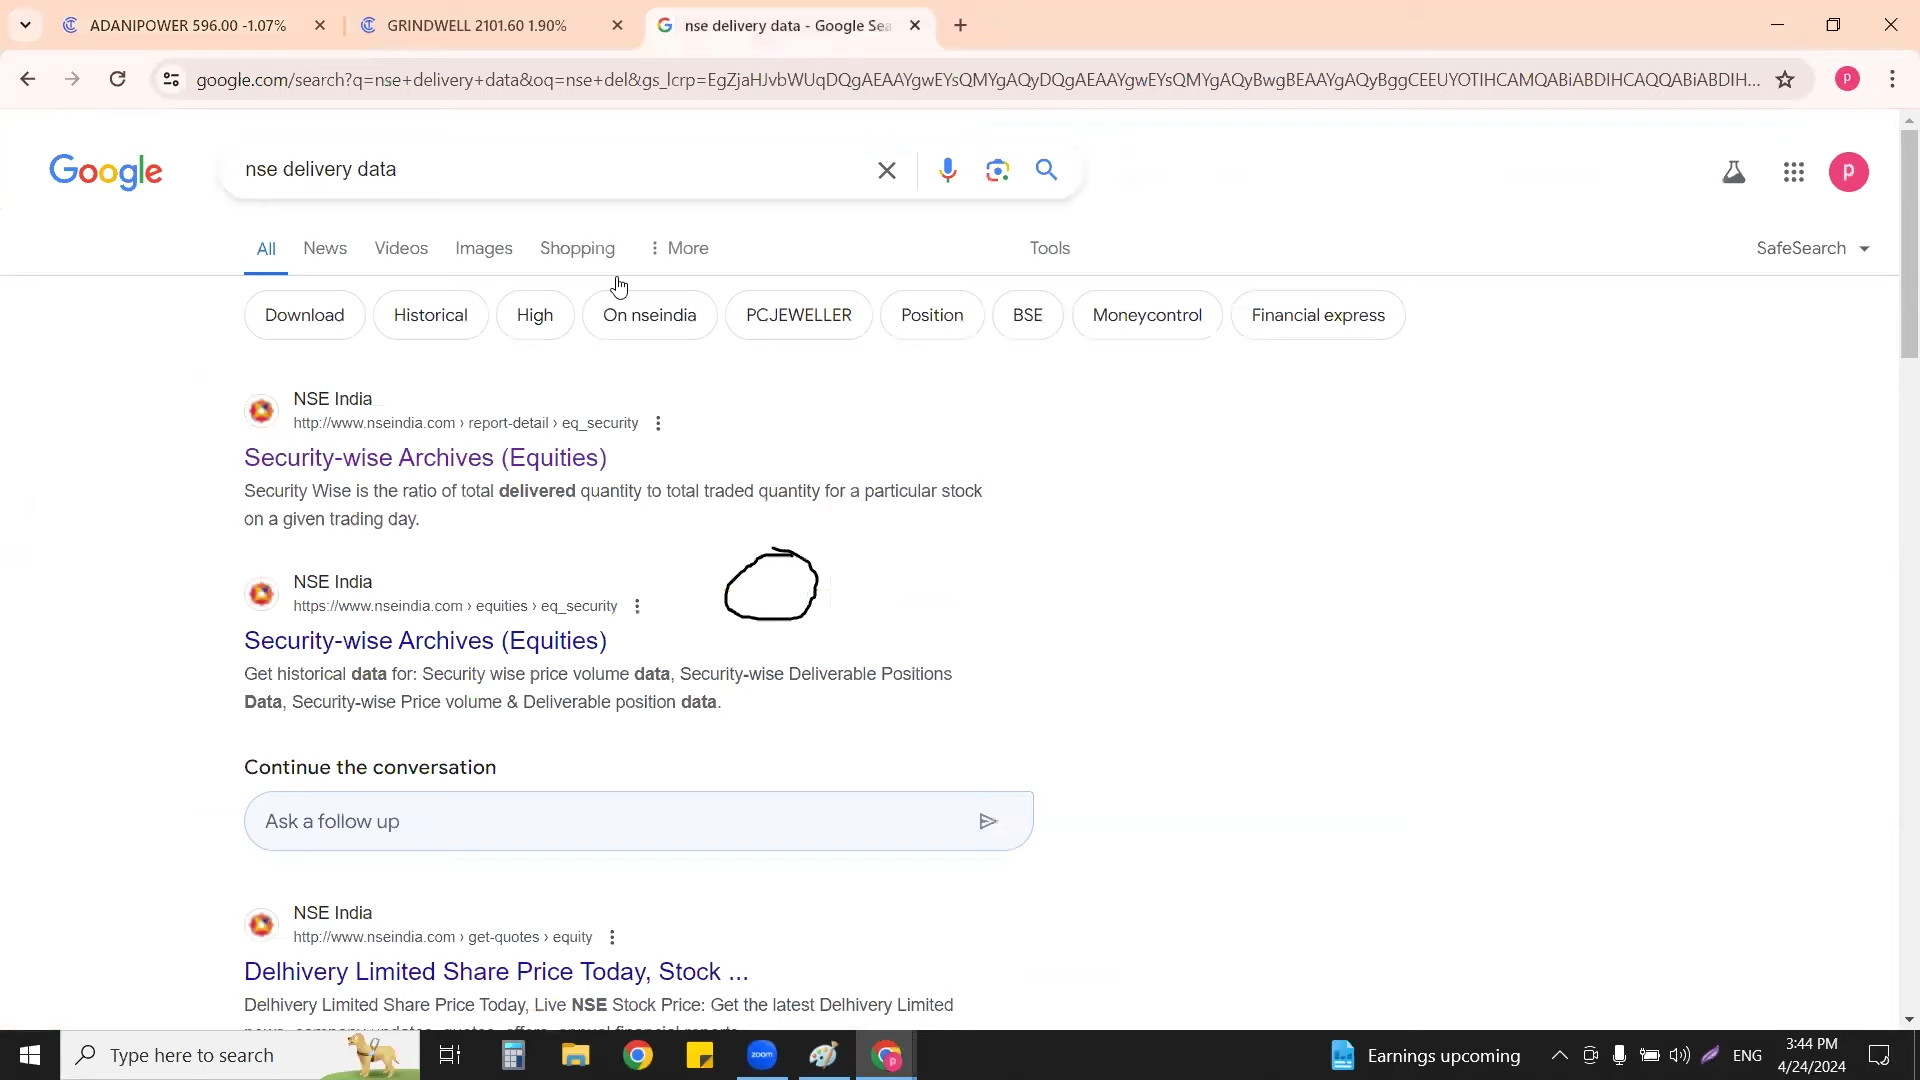 ADANIPOWER 596.00 -1.07%
GRINDWELL 2101.60 1.90%
nse delivery data - Google Sea
google.com/search?q=nse+delivery+data&oq=nse+del&gs_lcrp=EgZjaHJvbWUqDQgAEAAYgwEYsQMYgAQyDQgAEAAYgwEYsQMYgAQyBwgBEAAYgAQyBggCEEUYOTIHCAMQABiABDIHCAQQABiABDIH...
P
Google
nse delivery data
P
All News Videos Images Shopping More Tools SafeSearch
Download Historical High On nseindia PCJEWELLER Position BSE Moneycontrol Financial express
NSE India
http://www.nseindia.com › report-detail › eq_security
Security-wise Archives (Equities)
Security Wise is the ratio of total delivered quantity to total traded quantity for a particular stock
on a given trading day.
NSE India
https://www.nseindia.com › equities › eq_security
Security-wise Archives (Equities)
Get historical data for: Security wise price volume data, Security-wise Deliverable Positions
Data, Security-wise Price volume & Deliverable position data.
Continue the conversation
Ask a follow up
NSE India
http://www.nseindia.com › get-quotes › equity
Delhivery Limited Share Price Today, Stock ...
Delhivery Limited Share Price Today, Live NSE Stock Price: Get the latest Delhivery Limited
Type here to search
zoom
Earnings upcoming
ENG
3:44 PM
4/24/2024